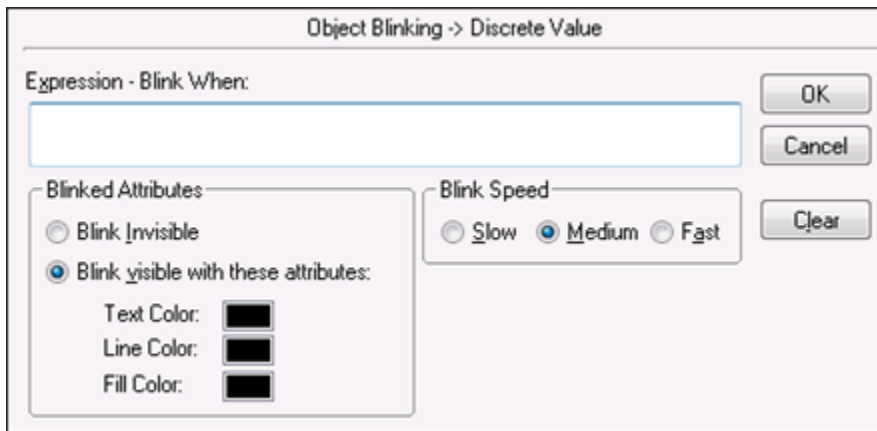 Object Blinking -> Discrete Value
Expression - Blink When:
OK
Cancel
Clear
Blinked Attributes
Blink Invisible
Blink visible with these attributes:
Text Color:
Line Color:
Fill Color:
Blink Speed
Slow Medium Fast